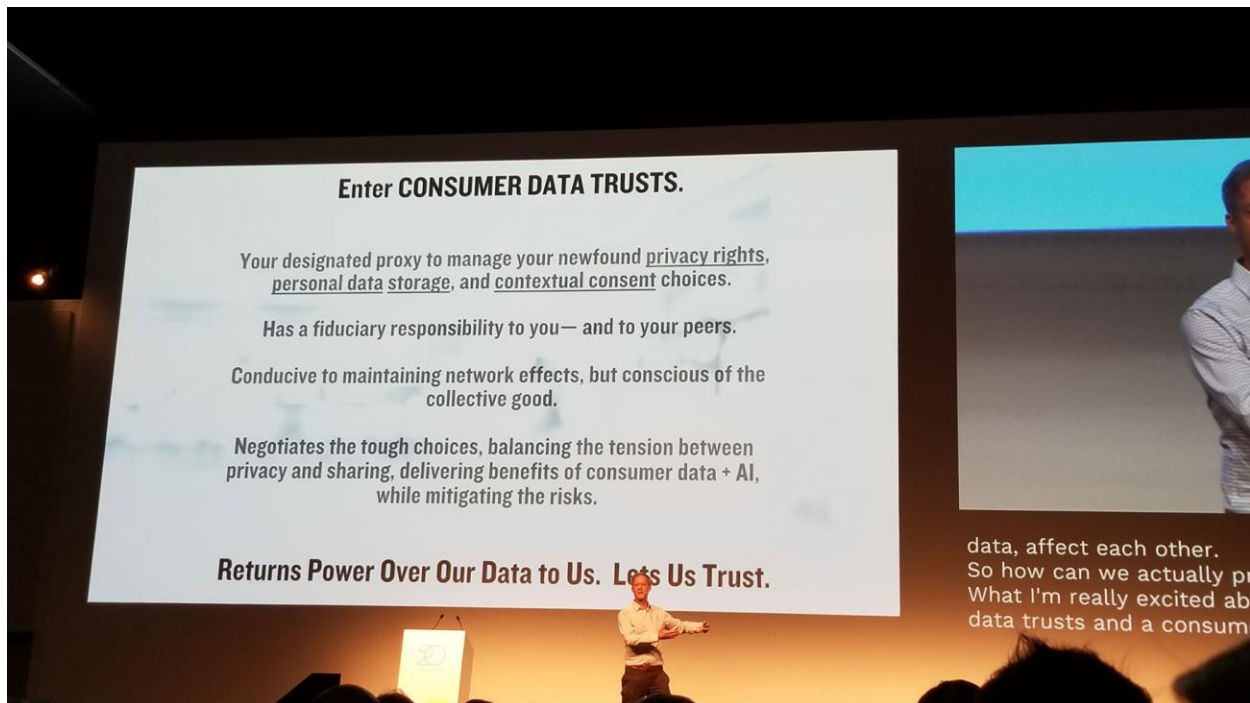 Enter CONSUMER DATA TRUSTS.
Your designated proxy to manage your newfound privacy rights,
personal data storage, and contextual consent choices.
Has a fiduciary responsibility to you— and to your peers.
Conducive to maintaining network effects, but conscious of the
collective good.
Negotiates the tough choices, balancing the tension between
privacy and sharing, delivering benefits of consumer data + AI,
while mitigating the risks.
Returns Power Over Our Data to Us. Lets Us Trust.
data, affect each other.
So how can we actually
What I'm really excited
data trusts and a
20